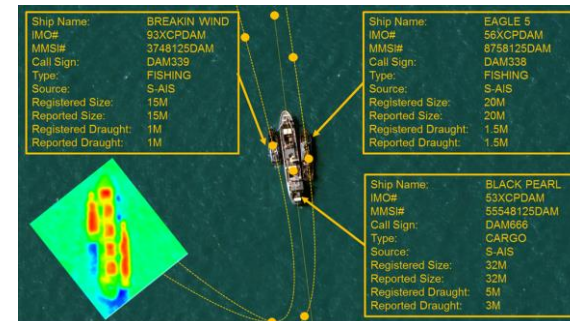 Ship Name: BREAKIN WIND
IMO# 93XCPDAM
MMSI# 3748125DAM
Call Sign: DAM339
Type: FISHING
Source: S-AIS
Registered Size: 15M
Reported Size: 15M
Registered Draught: 1M
Reported Draught: 1M
Ship Name: EAGLE 5
IMO# 56XCPDAM
MMSI# 8758125DAM
Call Sign: DAM338
Type: FISHING
Source: S-AIS
Registered Size: 20M
Reported Size: 20M
Registered Draught: 1.5M
Reported Draught: 1.5M
Ship Name: BLACK PEARL
IMO# 53XCPDAM
MMSI# 55548125DAM
Call Sign: DAM666
Type: CARGO
Source: S-AIS
Registered Size: 32M
Reported Size: 32M
Registered Draught: 5M
Reported Draught: 3M